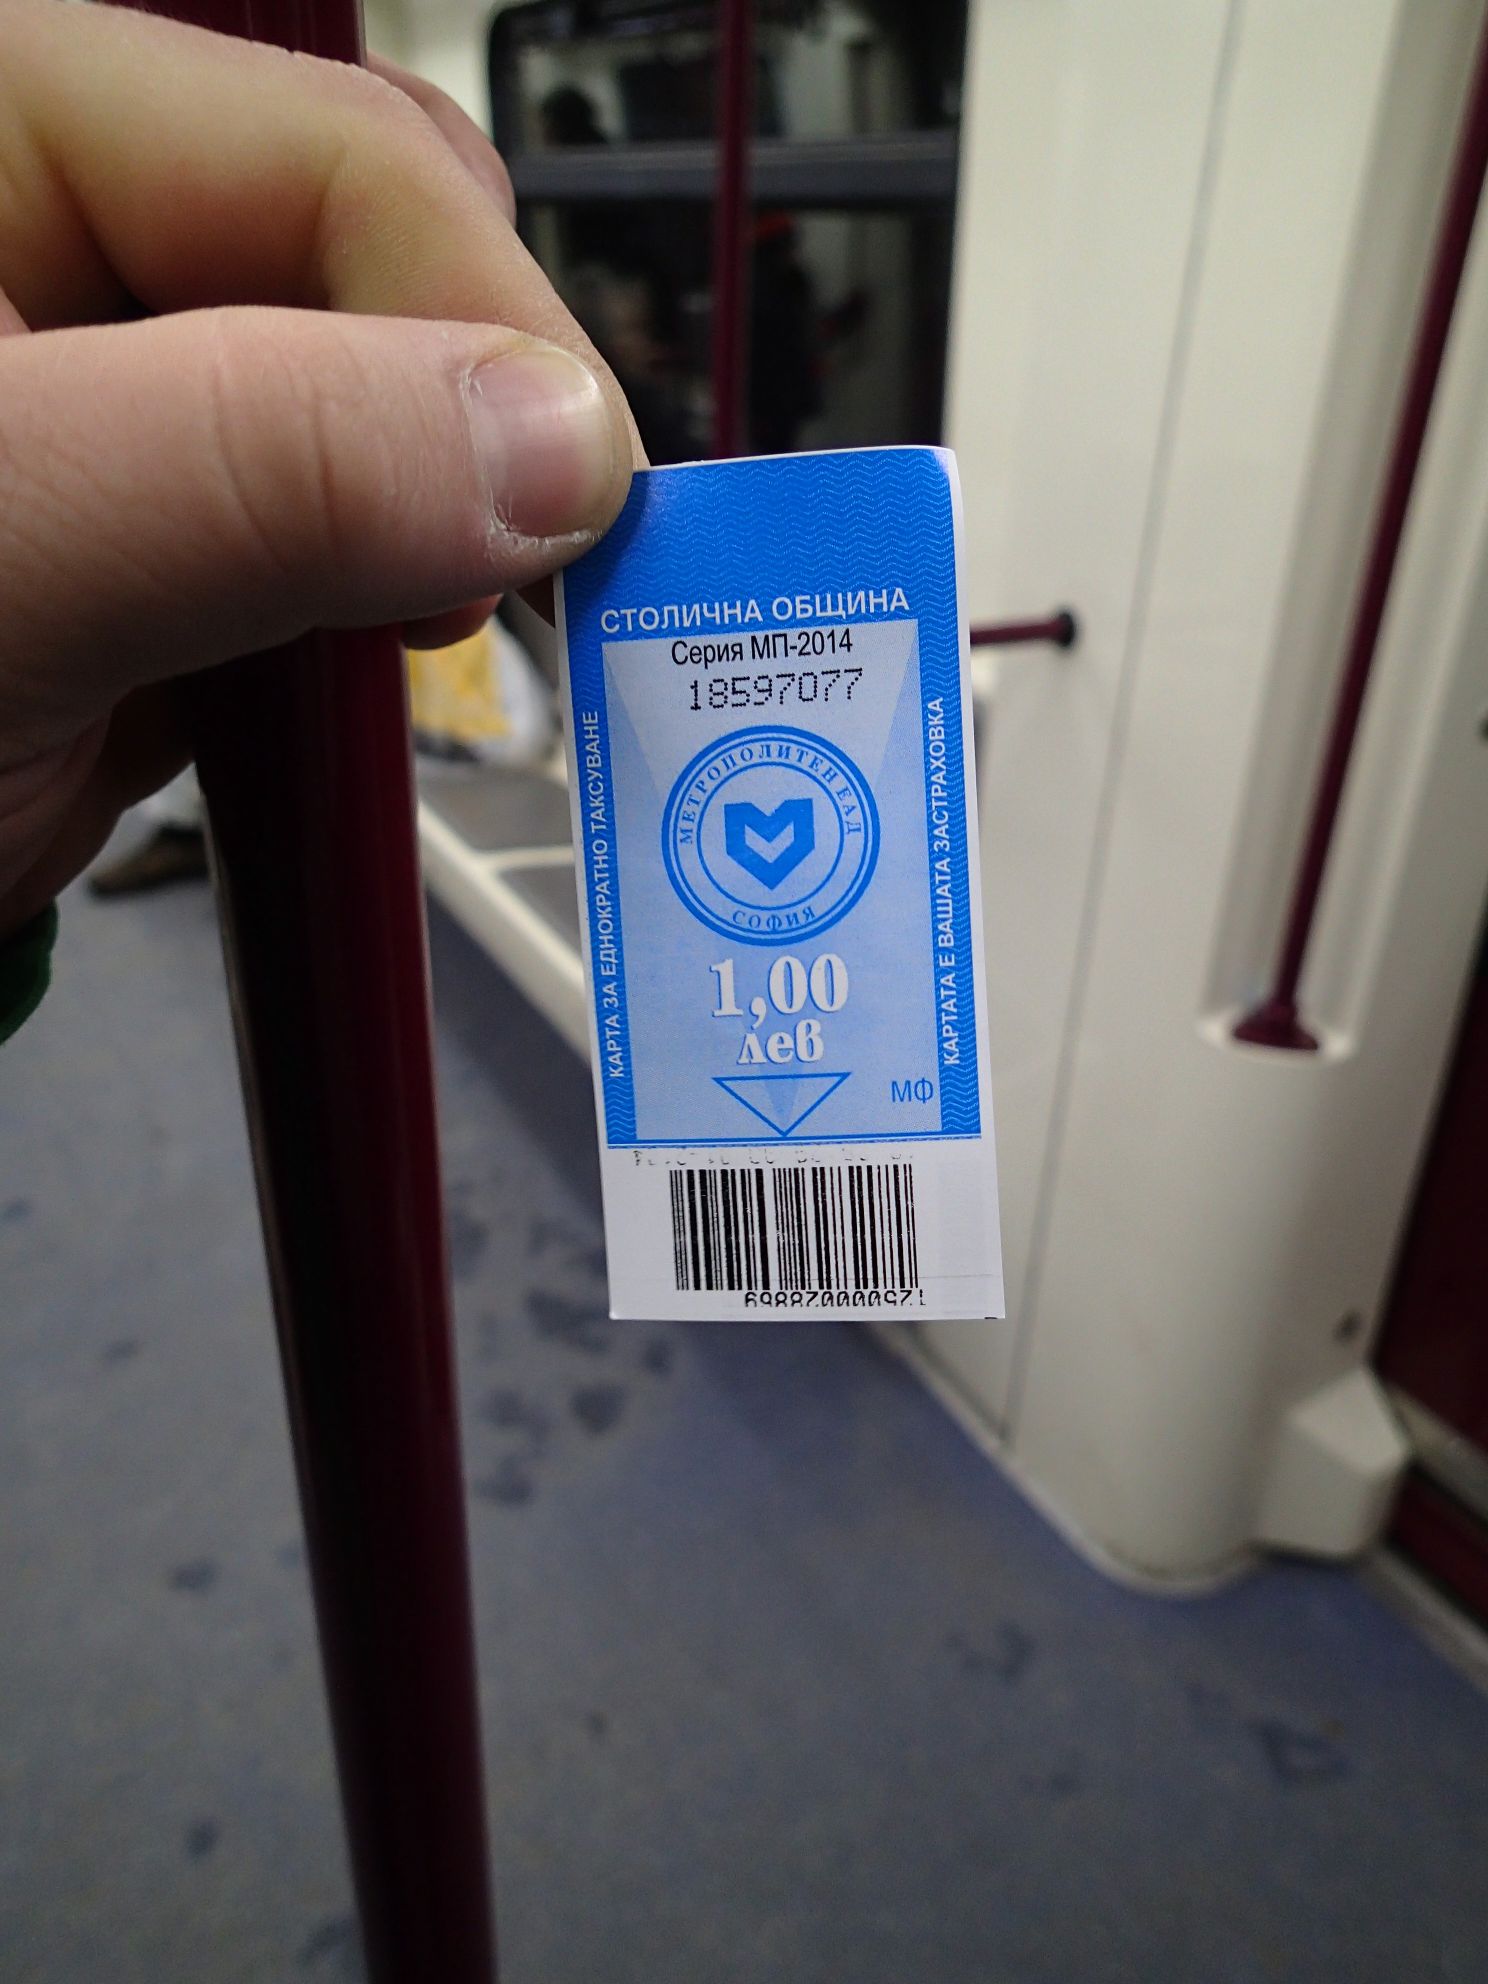 СТОЛИЧНА ОБЩИНА
Серия МП-2014
18597077
КАРТА ЗА ЕДНОКРАТНО ТАКСУВАНЕ
МЕТРОПОЛИТЕН ЕАД
СОФИЯ
КАРТАТА Е ВАШАТА ЗАСТРАХОВКА
1,00
лев
МФ